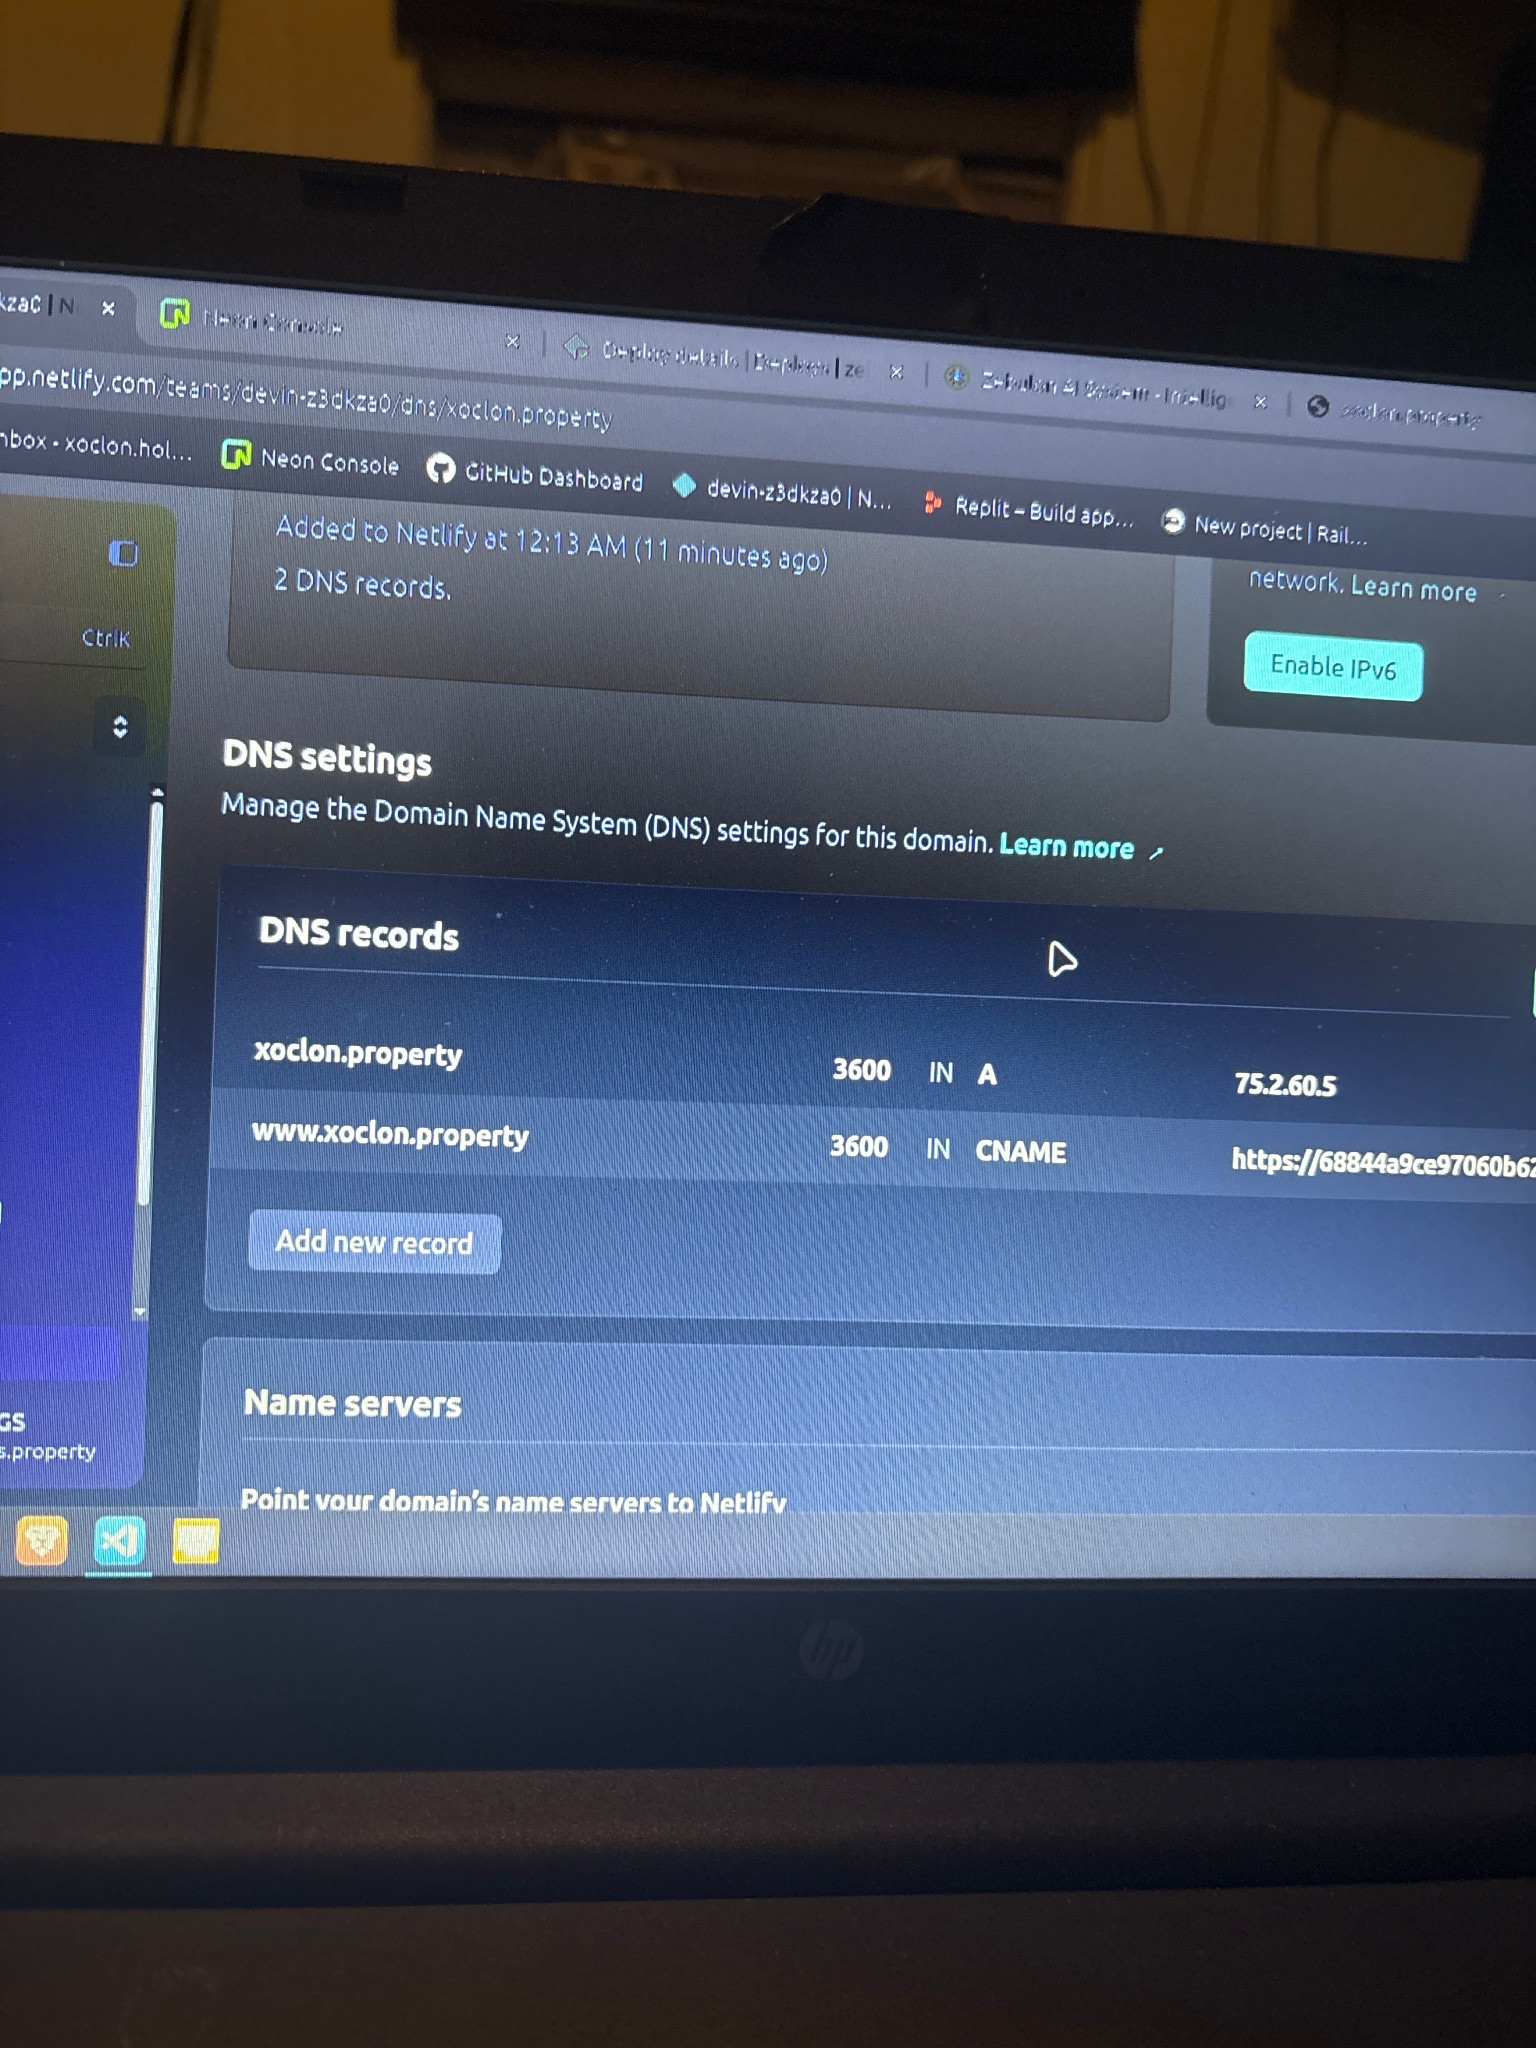 kza0 | N
Neon Console
Deploy details | Deploys | ze
Zebulon AI System - Intellig
xoclon.property
pp.netlify.com/teams/devin-z3dkza0/dns/xoclon.property
nbox - xoclon.hol...
Neon Console
GitHub Dashboard
devin-z3dkza0 | N...
Replit – Build app...
New project | Rail...
Added to Netlify at 12:13 AM (11 minutes ago)
2 DNS records.
network. Learn more
Enable IPv6
CtrlK
DNS settings
Manage the Domain Name System (DNS) settings for this domain. Learn more
DNS records
xoclon.property 3600 IN A 75.2.60.5
www.xoclon.property 3600 IN CNAME https://68844a9ce97060b62
Add new record
Name servers
GS
s.property
Point your domain's name servers to Netlify
hp